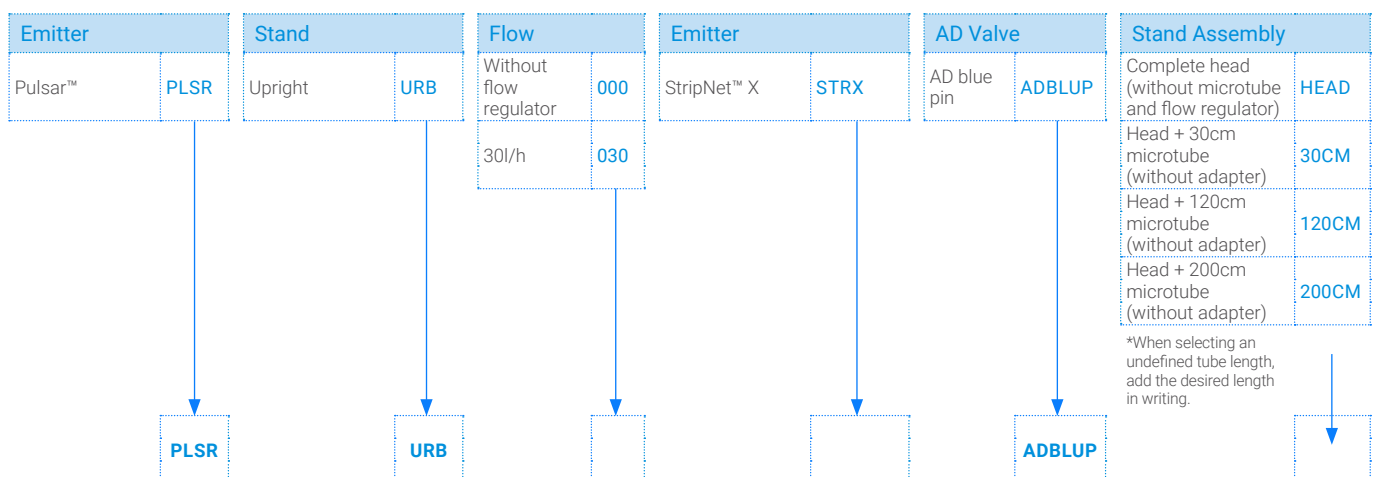 Emitter
Pulsar™ PLSR
Stand
Upright URB
Flow
Without
flow
regulator
000
30l/h 030
Emitter
StripNet™ X STRX
AD Valve
AD blue
pin
ADBLUP
Stand Assembly
Complete head
(without microtube
and flow regulator)
HEAD
Head + 30cm
microtube
(without adapter)
30CM
Head + 120cm
microtube
(without adapter)
120CM
Head + 200cm
microtube
(without adapter)
200CM
*When selecting an
undefined tube length,
add the desired length
in writing.
PLSR URB ADBLUP